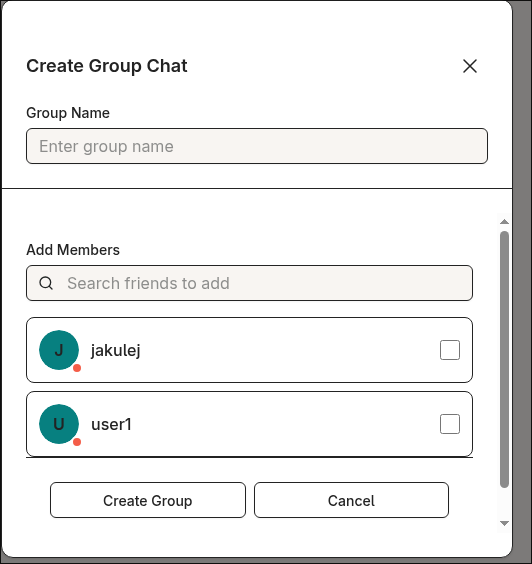 Create Group Chat
Group Name
Enter group name
Add Members
Search friends to add
J jakulej
U user1
Create Group Cancel